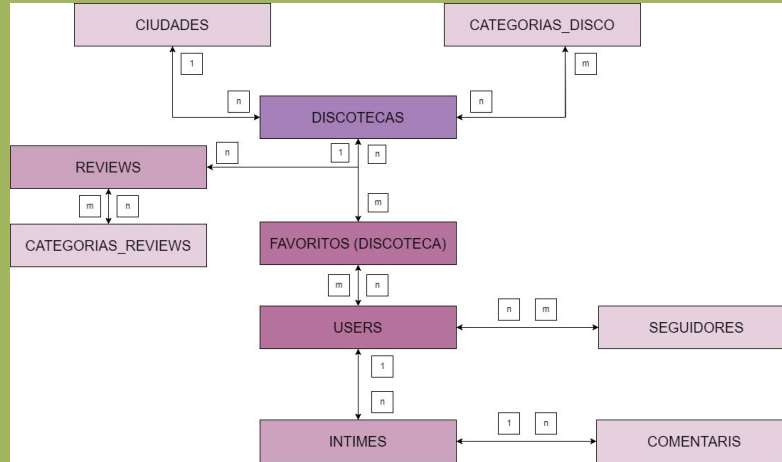 CIUDADES
CATEGORIAS_DISCO
1
m
n
n
DISCOTECAS
n
1
n
REVIEWS
m
n
m
CATEGORIAS_REVIEWS
FAVORITOS (DISCOTECA)
m
n
USERS
n
m
SEGUIDORES
1
n
INTIMES
1
n
COMENTARIS